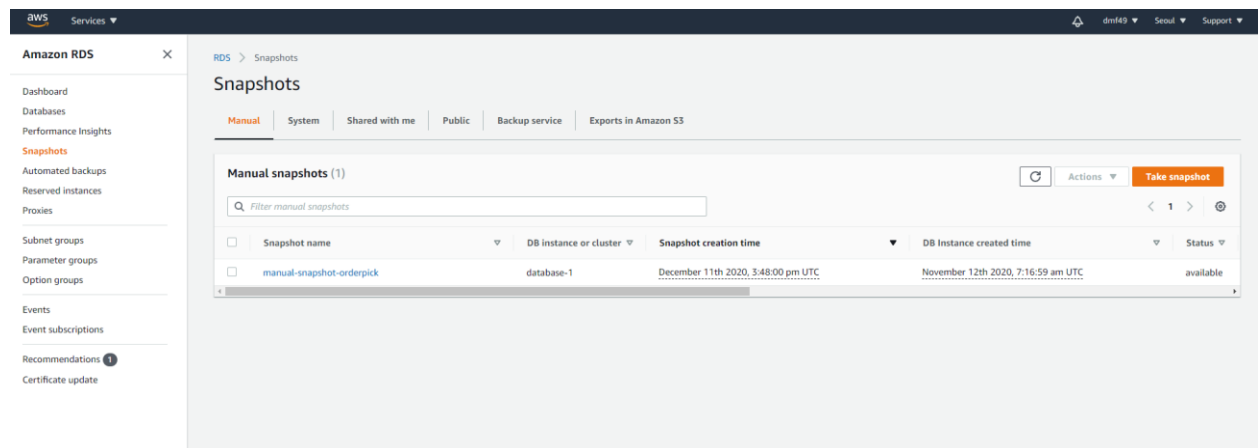 aws Services ▼ dmf49 ▼ Seoul ▼ Support ▼
Amazon RDS
Dashboard
Databases
Performance Insights
Snapshots
Automated backups
Reserved instances
Proxies
Subnet groups
Parameter groups
Option groups
Events
Event subscriptions
Recommendations 1
Certificate update
RDS > Snapshots
Snapshots
Manual System Shared with me Public Backup service Exports in Amazon S3
Manual snapshots (1) Actions ▼ Take snapshot
Filter manual snapshots < 1 >
Snapshot name DB instance or cluster Snapshot creation time ▼ DB Instance created time Status
manual-snapshot-orderpick database-1 December 11th 2020, 3:48:00 pm UTC November 12th 2020, 7:16:59 am UTC available